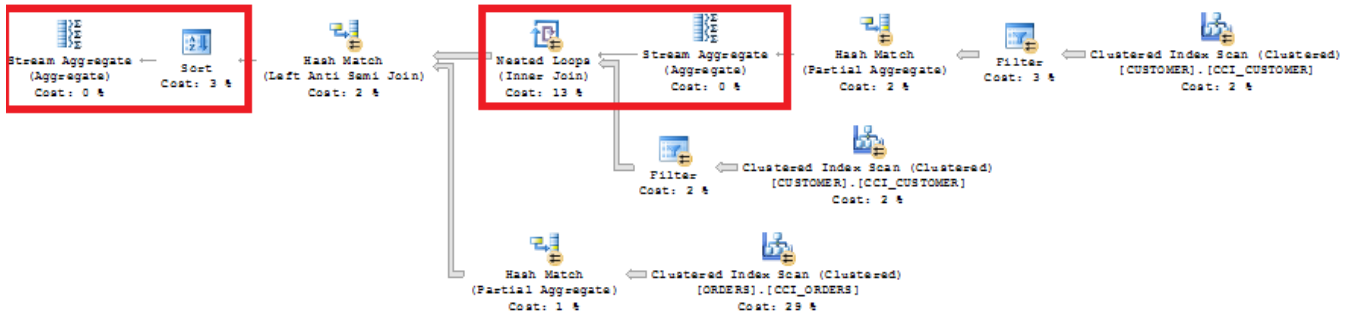 Stream Aggregate
(Aggregate)
Cost: 0 %
Sort
Cost: 3 %
Hash Match
(Left Anti Semi Join)
Cost: 2 %
Nested Loops
(Inner Join)
Cost: 13 %
Stream Aggregate
(Aggregate)
Cost: 0 %
Hash Match
(Partial Aggregate)
Cost: 2 %
Filter
Cost: 3 %
Clustered Index Scan (Clustered)
[CUSTOMER].[CCI_CUSTOMER]
Cost: 2 %
Filter
Cost: 2 %
Clustered Index Scan (Clustered)
[CUSTOMER].[CCI_CUSTOMER]
Cost: 2 %
Hash Match
(Partial Aggregate)
Cost: 1 %
Clustered Index Scan (Clustered)
[ORDERS].[CCI_ORDERS]
Cost: 29 %